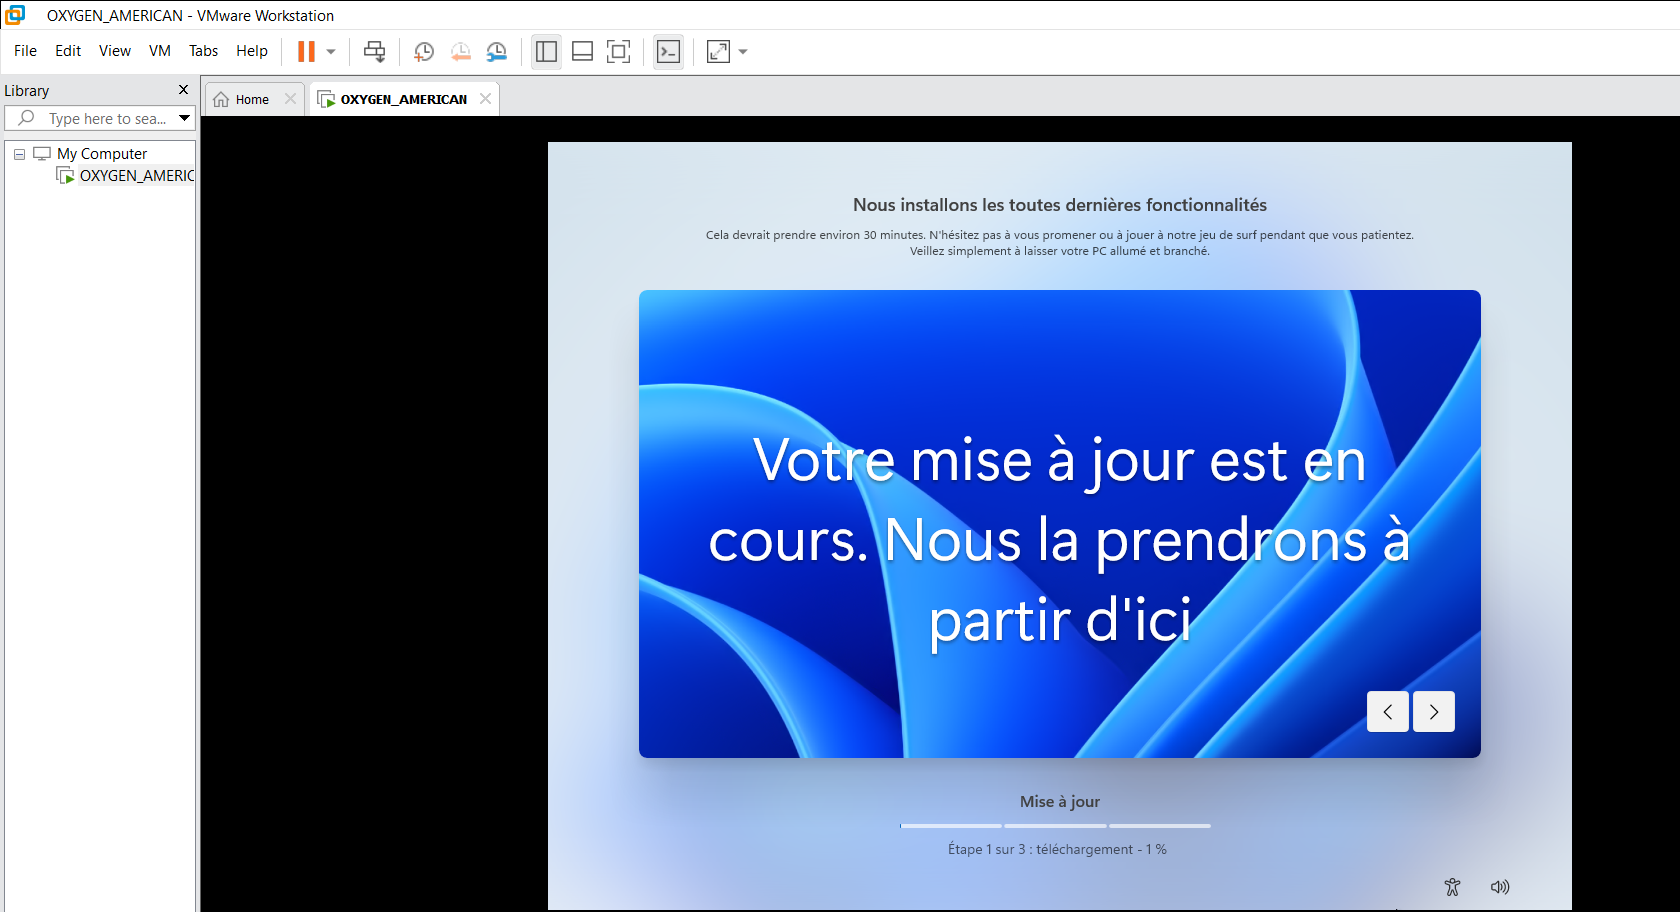 OXYGEN_AMERICAN - VMware Workstation
File Edit View VM Tabs Help
Library
Home
OXYGEN_AMERICAN
Type here to sea...
My Computer
OXYGEN_AMERIC
Nous installons les toutes dernières fonctionnalités
Cela devrait prendre environ 30 minutes. N'hésitez pas à vous promener ou à jouer à notre jeu de surf pendant que vous patientez.
Veillez simplement à laisser votre PC allumé et branché.
Votre mise à jour est en
cours. Nous la prendrons à
partir d'ici
Mise à jour
Étape 1 sur 3 : téléchargement - 1 %